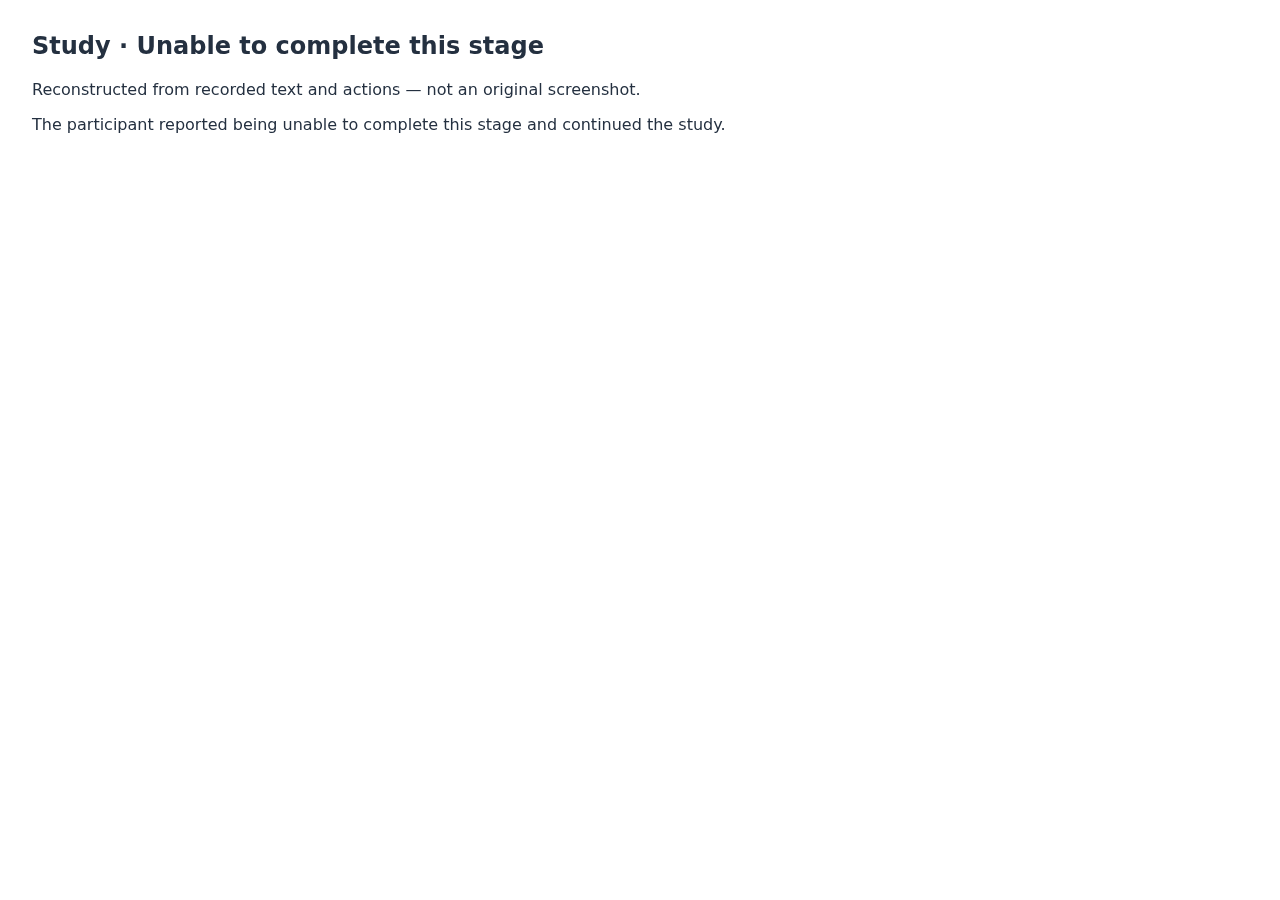 Study · Unable to complete this stage
Reconstructed from recorded text and actions — not an original screenshot.
The participant reported being unable to complete this stage and continued the study.